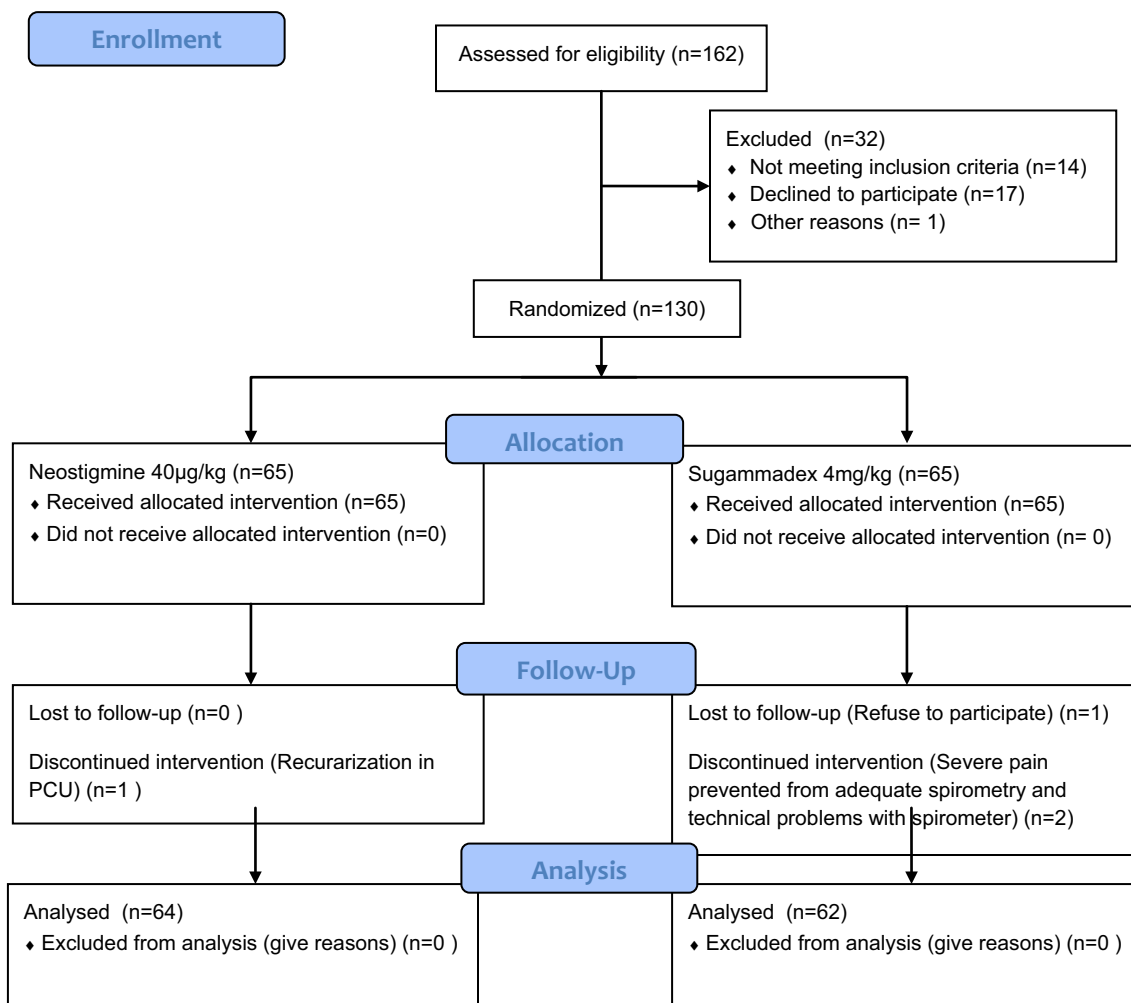 Enrollment
Assessed for eligibility (n=162)
Excluded (n=32)
♦ Not meeting inclusion criteria (n=14)
♦ Declined to participate (n=17)
♦ Other reasons (n= 1)
Randomized (n=130)
Allocation
Neostigmine 40µg/kg (n=65)
♦ Received allocated intervention (n=65)
♦ Did not receive allocated intervention (n=0)
Sugammadex 4mg/kg (n=65)
♦ Received allocated intervention (n=65)
♦ Did not receive allocated intervention (n= 0)
Follow-Up
Lost to follow-up (n=0 )
Discontinued intervention (Recurarization in
PCU) (n=1 )
Lost to follow-up (Refuse to participate) (n=1)
Discontinued intervention (Severe pain
prevented from adequate spirometry and
technical problems with spirometer) (n=2)
Analysis
Analysed (n=64)
♦ Excluded from analysis (give reasons) (n=0 )
Analysed (n=62)
♦ Excluded from analysis (give reasons) (n=0 )